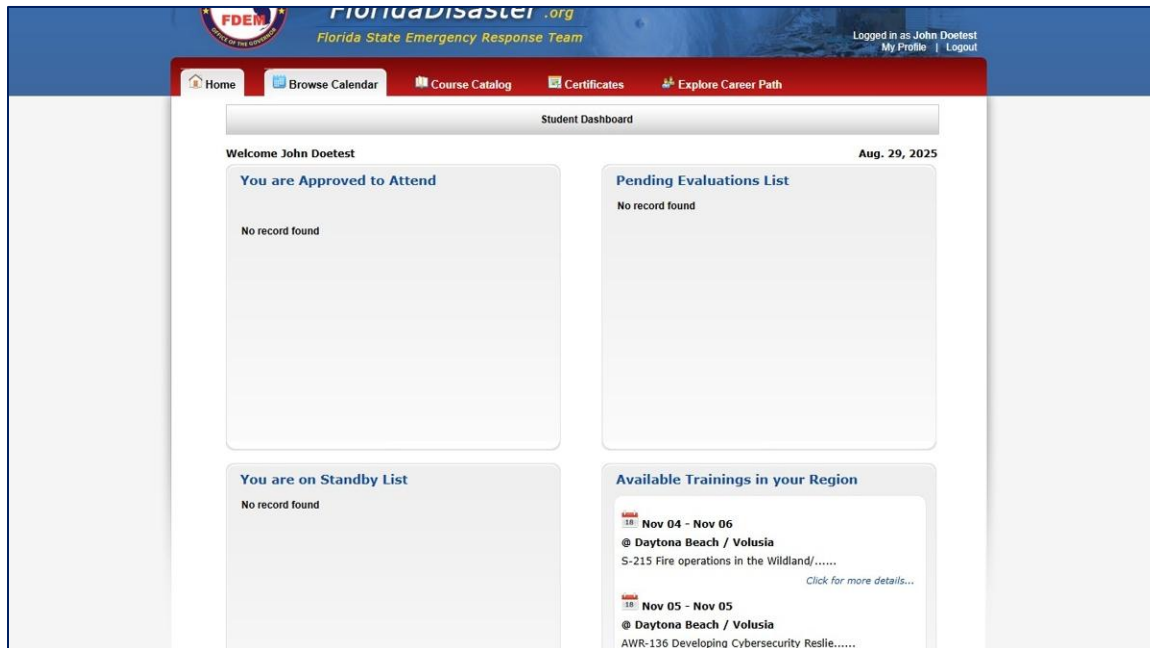 FDEM
OFFICE OF THE GOVERNOR
FloridaDisaster .org
Florida State Emergency Response Team
Logged in as John Doetest
My Profile | Logout
Home
Browse Calendar
Course Catalog
Certificates
Explore Career Path
Student Dashboard
Welcome John Doetest
Aug. 29, 2025
You are Approved to Attend
No record found
Pending Evaluations List
No record found
You are on Standby List
No record found
Available Trainings in your Region
18 Nov 04 - Nov 06
@ Daytona Beach / Volusia
S-215 Fire operations in the Wildland/......
Click for more details...
18 Nov 05 - Nov 05
@ Daytona Beach / Volusia
AWR-136 Developing Cybersecurity Reslie......